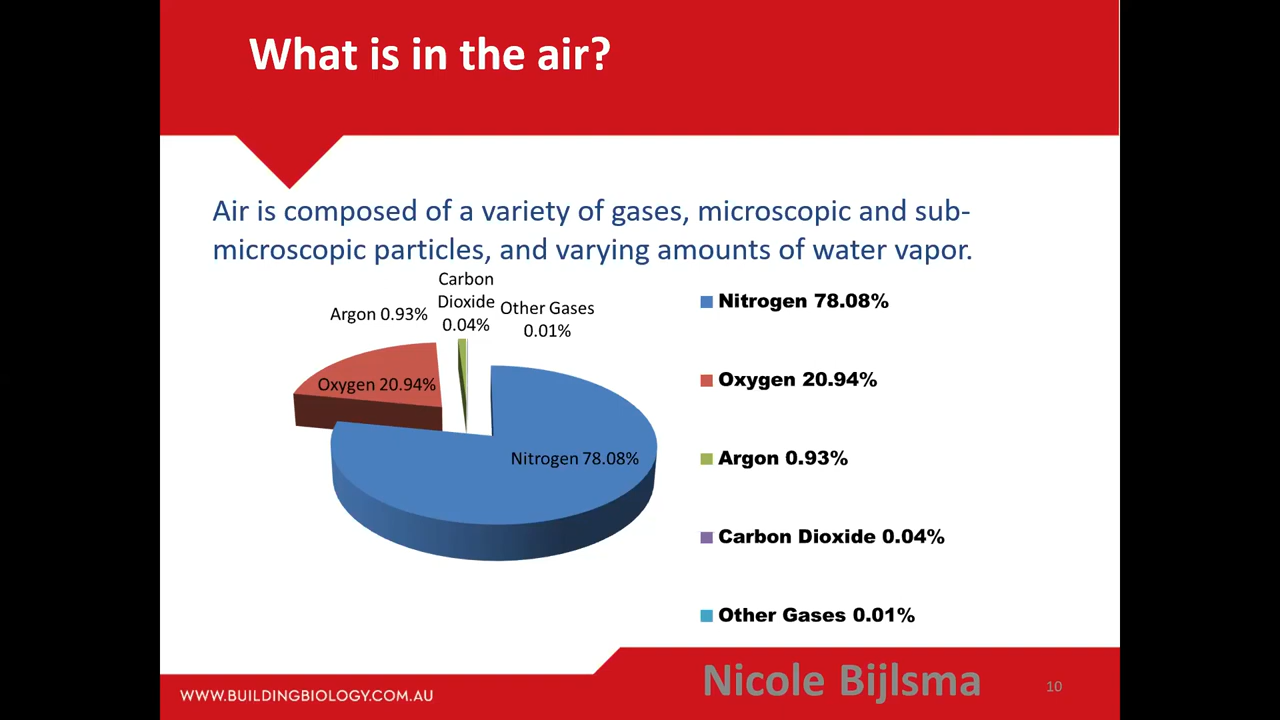 What is in the air?
Air is composed of a variety of gases, microscopic and sub-
microscopic particles, and varying amounts of water vapor.
Carbon
Dioxide
0.04%
Argon 0.93%
Other Gases
0.01%
Oxygen 20.94%
Nitrogen 78.08%
Nitrogen 78.08%
Oxygen 20.94%
Argon 0.93%
Carbon Dioxide 0.04%
Other Gases 0.01%
WWW.BUILDINGBIOLOGY.COM.AU
Nicole Bijlsma
10